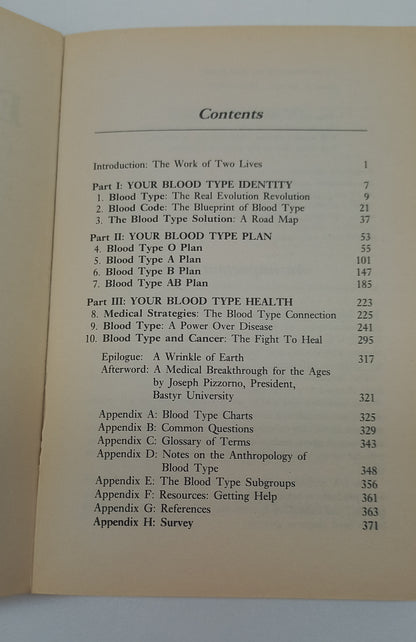 Contents
Introduction: The Work of Two Lives 1
Part I: YOUR BLOOD TYPE IDENTITY 7
1. Blood Type: The Real Evolution Revolution 9
2. Blood Code: The Blueprint of Blood Type 21
3. The Blood Type Solution: A Road Map 37
Part II: YOUR BLOOD TYPE PLAN 53
4. Blood Type O Plan 55
5. Blood Type A Plan 101
6. Blood Type B Plan 147
7. Blood Type AB Plan 185
Part III: YOUR BLOOD TYPE HEALTH 223
8. Medical Strategies: The Blood Type Connection 225
9. Blood Type: A Power Over Disease 241
10. Blood Type and Cancer: The Fight To Heal 295
Epilogue: A Wrinkle of Earth 317
Afterword: A Medical Breakthrough for the Ages
by Joseph Pizzorno, President,
Bastyr University 321
Appendix A: Blood Type Charts 325
Appendix B: Common Questions 329
Appendix C: Glossary of Terms 343
Appendix D: Notes on the Anthropology of
Blood Type 348
Appendix E: The Blood Type Subgroups 356
Appendix F: Resources: Getting Help 361
Appendix G: References 363
Appendix H: Survey 371